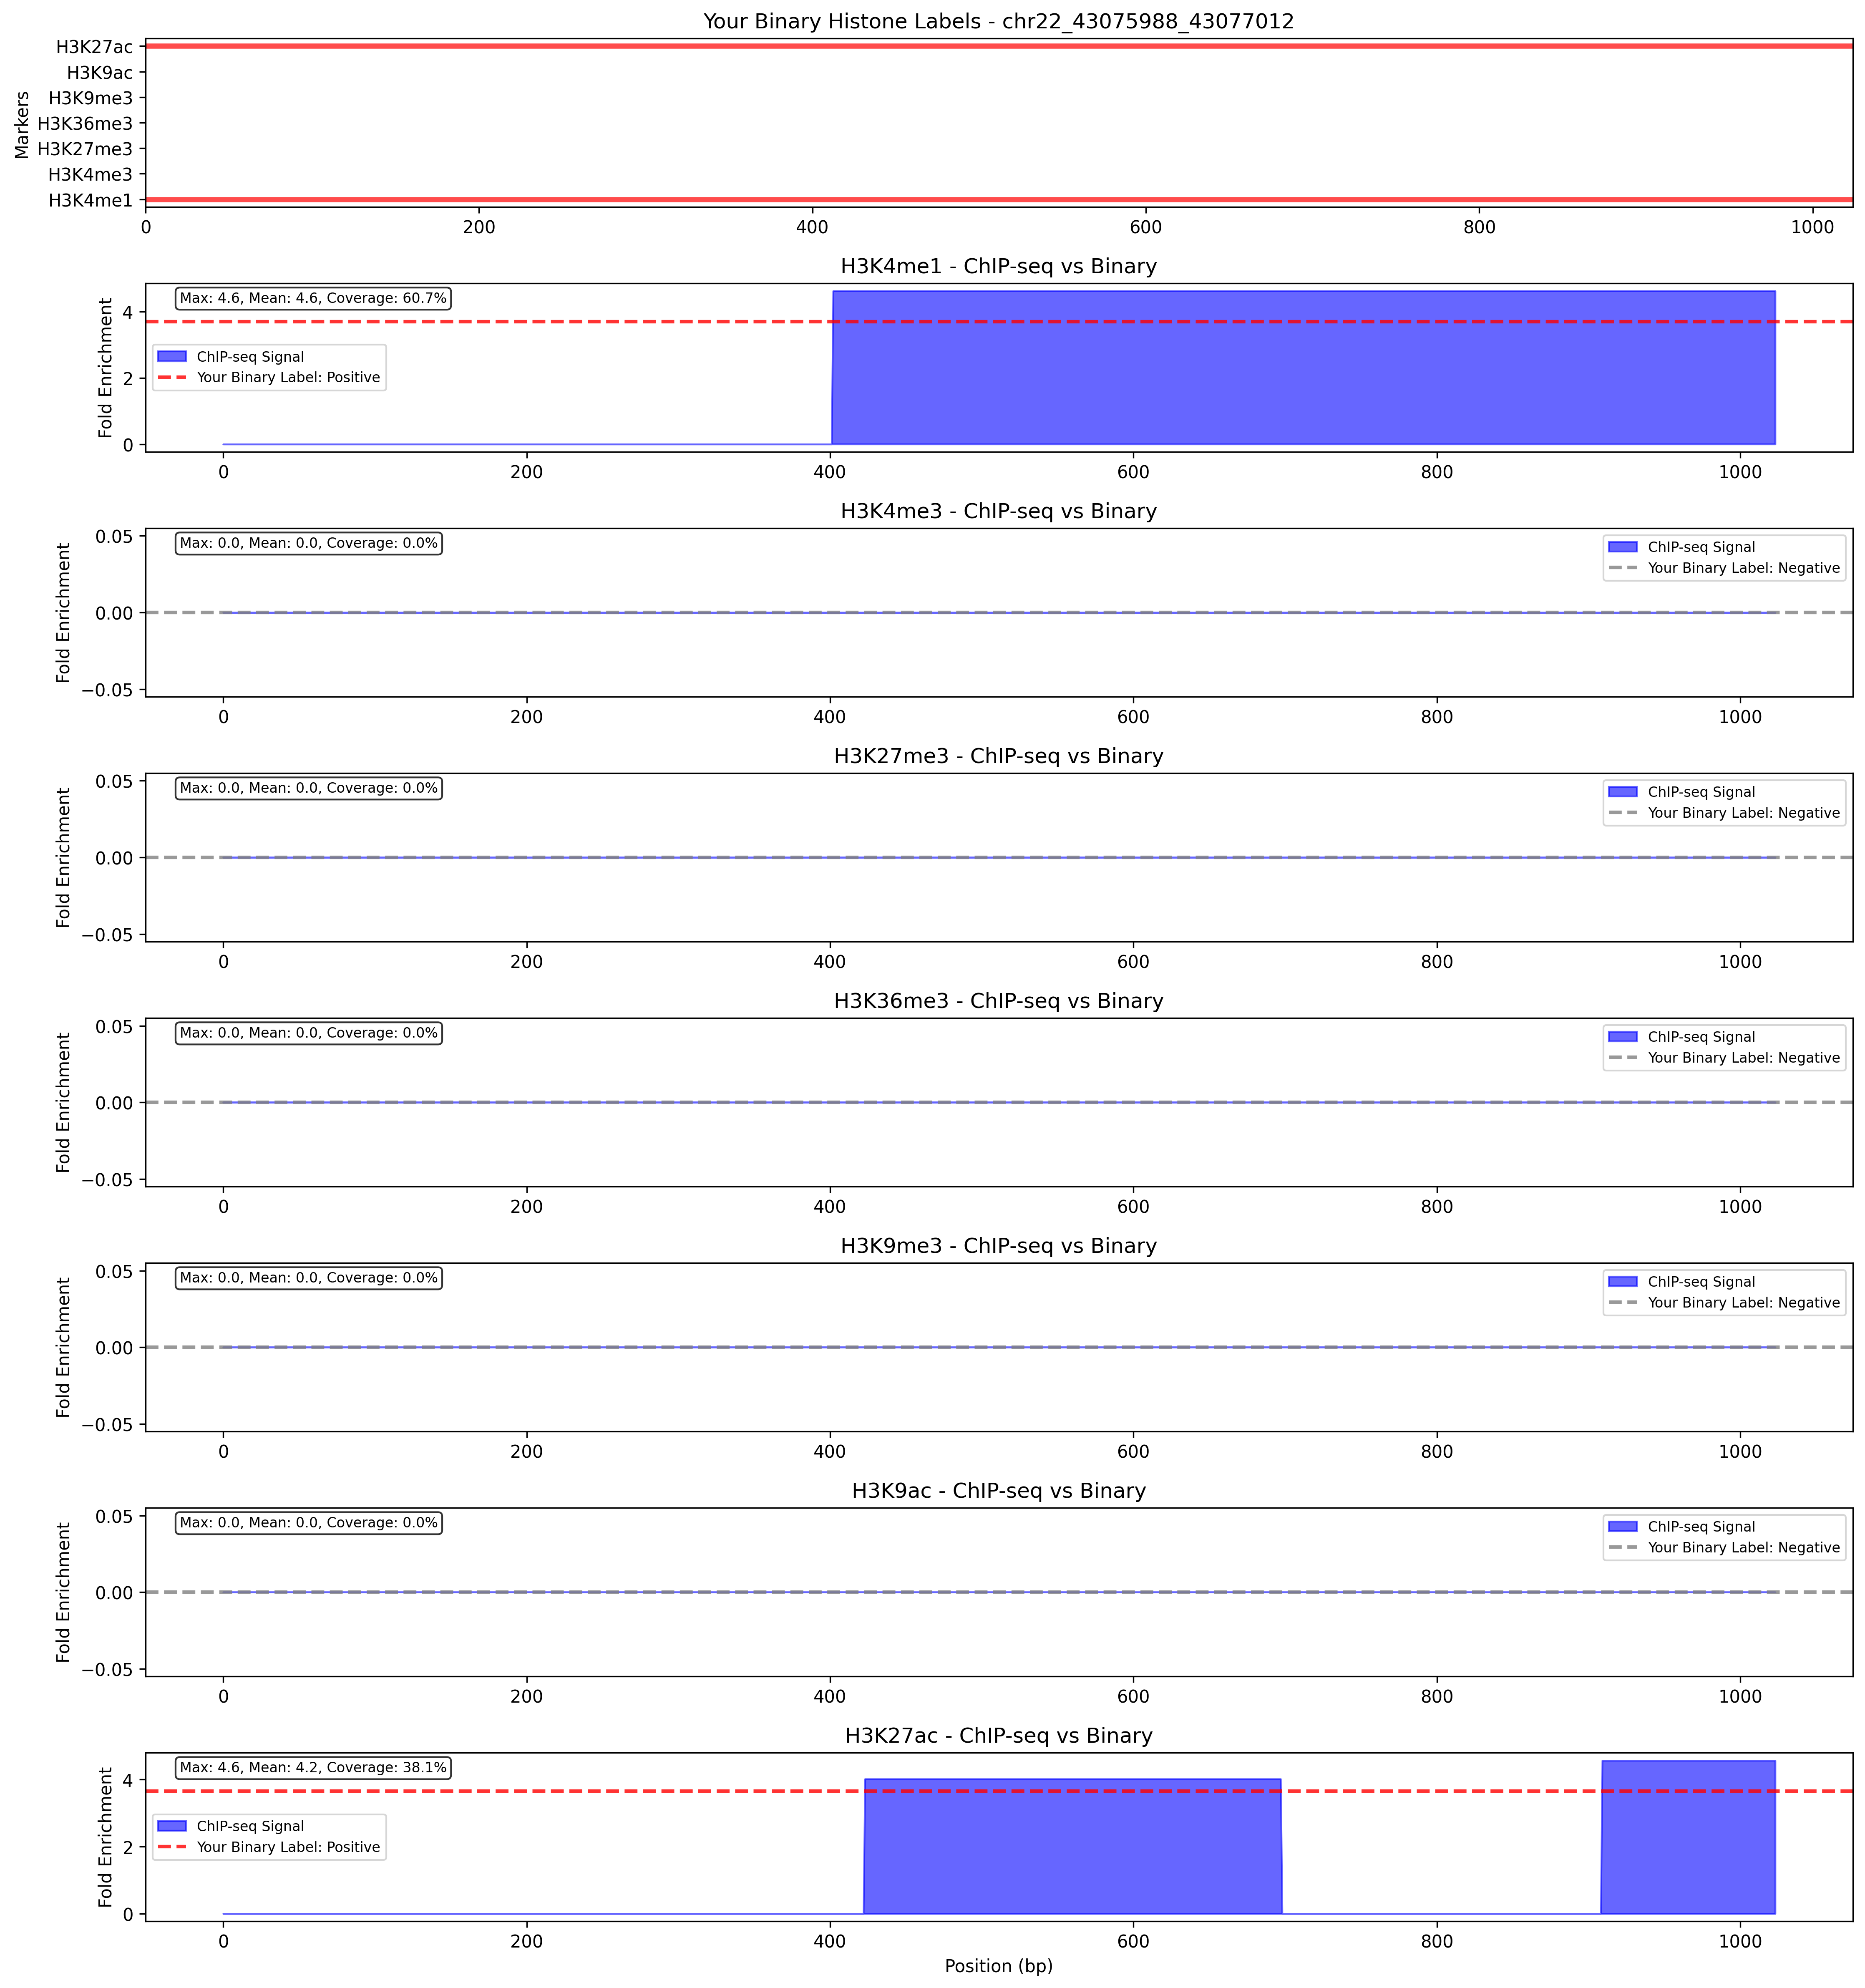 Your Binary Histone Labels - chr22_43075988_43077012
Markers
H3K27ac
H3K9ac
H3K9me3
H3K36me3
H3K27me3
H3K4me3
H3K4me1
0 200 400 600 800 1000
H3K4me1 - ChIP-seq vs Binary
Fold Enrichment
Max: 4.6, Mean: 4.6, Coverage: 60.7%
ChIP-seq Signal
Your Binary Label: Positive
4
2
0
0 200 400 600 800 1000
H3K4me3 - ChIP-seq vs Binary
Fold Enrichment
Max: 0.0, Mean: 0.0, Coverage: 0.0%
ChIP-seq Signal
Your Binary Label: Negative
0.05
0.00
−0.05
0 200 400 600 800 1000
H3K27me3 - ChIP-seq vs Binary
Fold Enrichment
Max: 0.0, Mean: 0.0, Coverage: 0.0%
ChIP-seq Signal
Your Binary Label: Negative
0.05
0.00
−0.05
0 200 400 600 800 1000
H3K36me3 - ChIP-seq vs Binary
Fold Enrichment
Max: 0.0, Mean: 0.0, Coverage: 0.0%
ChIP-seq Signal
Your Binary Label: Negative
0.05
0.00
−0.05
0 200 400 600 800 1000
H3K9me3 - ChIP-seq vs Binary
Fold Enrichment
Max: 0.0, Mean: 0.0, Coverage: 0.0%
ChIP-seq Signal
Your Binary Label: Negative
0.05
0.00
−0.05
0 200 400 600 800 1000
H3K9ac - ChIP-seq vs Binary
Fold Enrichment
Max: 0.0, Mean: 0.0, Coverage: 0.0%
ChIP-seq Signal
Your Binary Label: Negative
0.05
0.00
−0.05
0 200 400 600 800 1000
H3K27ac - ChIP-seq vs Binary
Fold Enrichment
Max: 4.6, Mean: 4.2, Coverage: 38.1%
ChIP-seq Signal
Your Binary Label: Positive
4
2
0
0 200 400 600 800 1000
Position (bp)